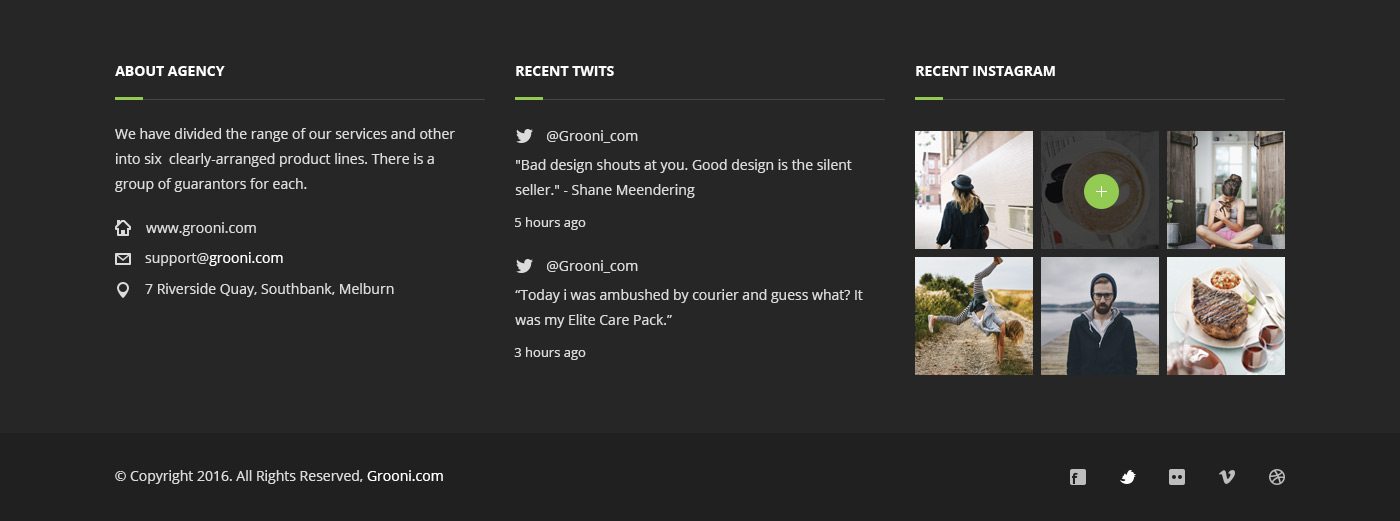 ABOUT AGENCY
We have divided the range of our services and other
into six  clearly-arranged product lines. There is a
group of guarantors for each.
www.grooni.com
support@grooni.com
7 Riverside Quay, Southbank, Melburn
RECENT TWITS
@Grooni_com
"Bad design shouts at you. Good design is the silent
seller." - Shane Meendering
5 hours ago
@Grooni_com
“Today i was ambushed by courier and guess what? It
was my Elite Care Pack.”
3 hours ago
RECENT INSTAGRAM
© Copyright 2016. All Rights Reserved, Grooni.com